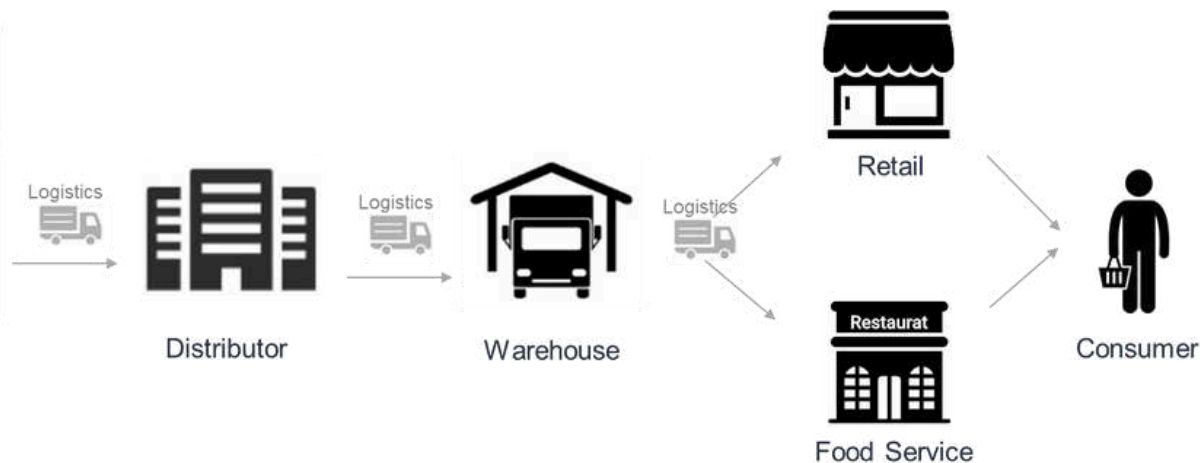 Logistics
Distributor
Logistics
Warehouse
Logistics
Retail
Restaurat
Food Service
Consumer